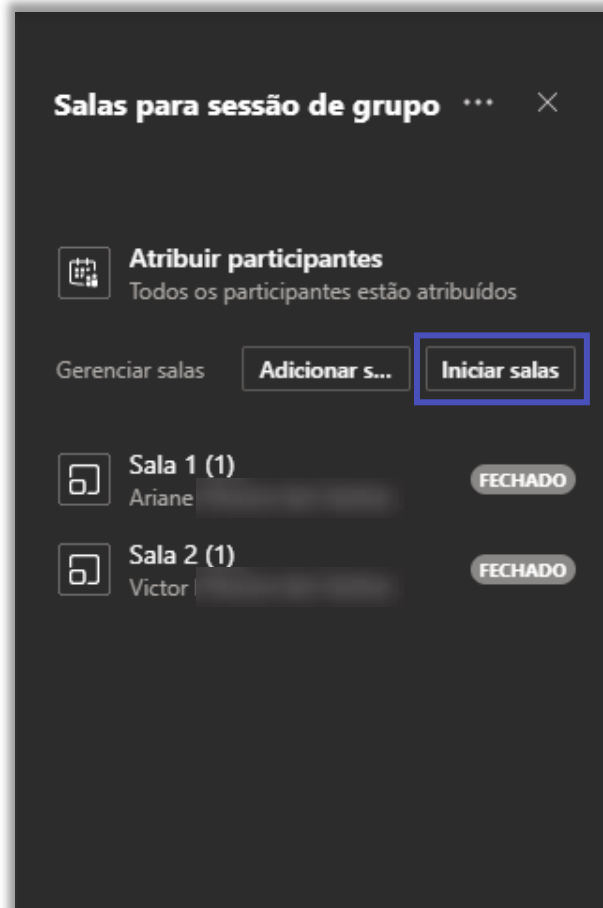 Salas para sessão de grupo ...
Atribuir participantes
Todos os participantes estão atribuídos
Gerenciar salas Adicionar s... Iniciar salas
Sala 1 (1)
Ariane
FECHADO
Sala 2 (1)
Victor
FECHADO